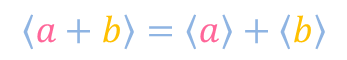 ⟨a + b⟩ = ⟨a⟩ + ⟨b⟩